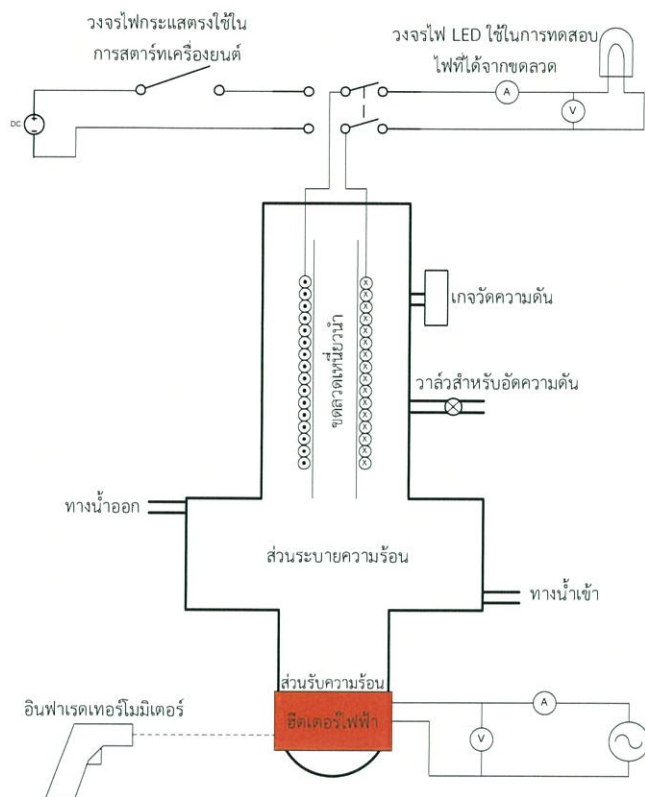 วงจรไฟกระแสตรงใช้ใน
การสตาร์ทเครื่องยนต์
วงจรไฟ LED ใช้ในการทดสอบ
ไฟที่ได้จากขดลวด
A
V
DC
เกจวัดความดัน
ขดลวดเหนี่ยวนำ
วาล์วสำหรับอัดความดัน
ทางน้ำออก
ส่วนระบายความร้อน
ทางน้ำเข้า
ส่วนรับความร้อน
อินฟาเรดเทอร์โมมิเตอร์
ฮีตเตอร์ไฟฟ้า
A
V